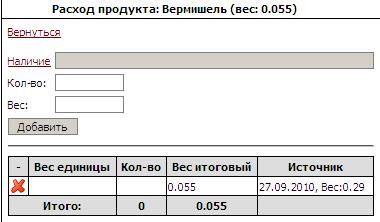 Расход продукта: Вермишель (вес: 0.055)
Вернуться
Наличие
Кол-во:
Вес:
Добавить
- Вес единицы Кол-во Вес итоговый Источник
0.055 27.09.2010, Вес:0.29
Итого: 0 0.055